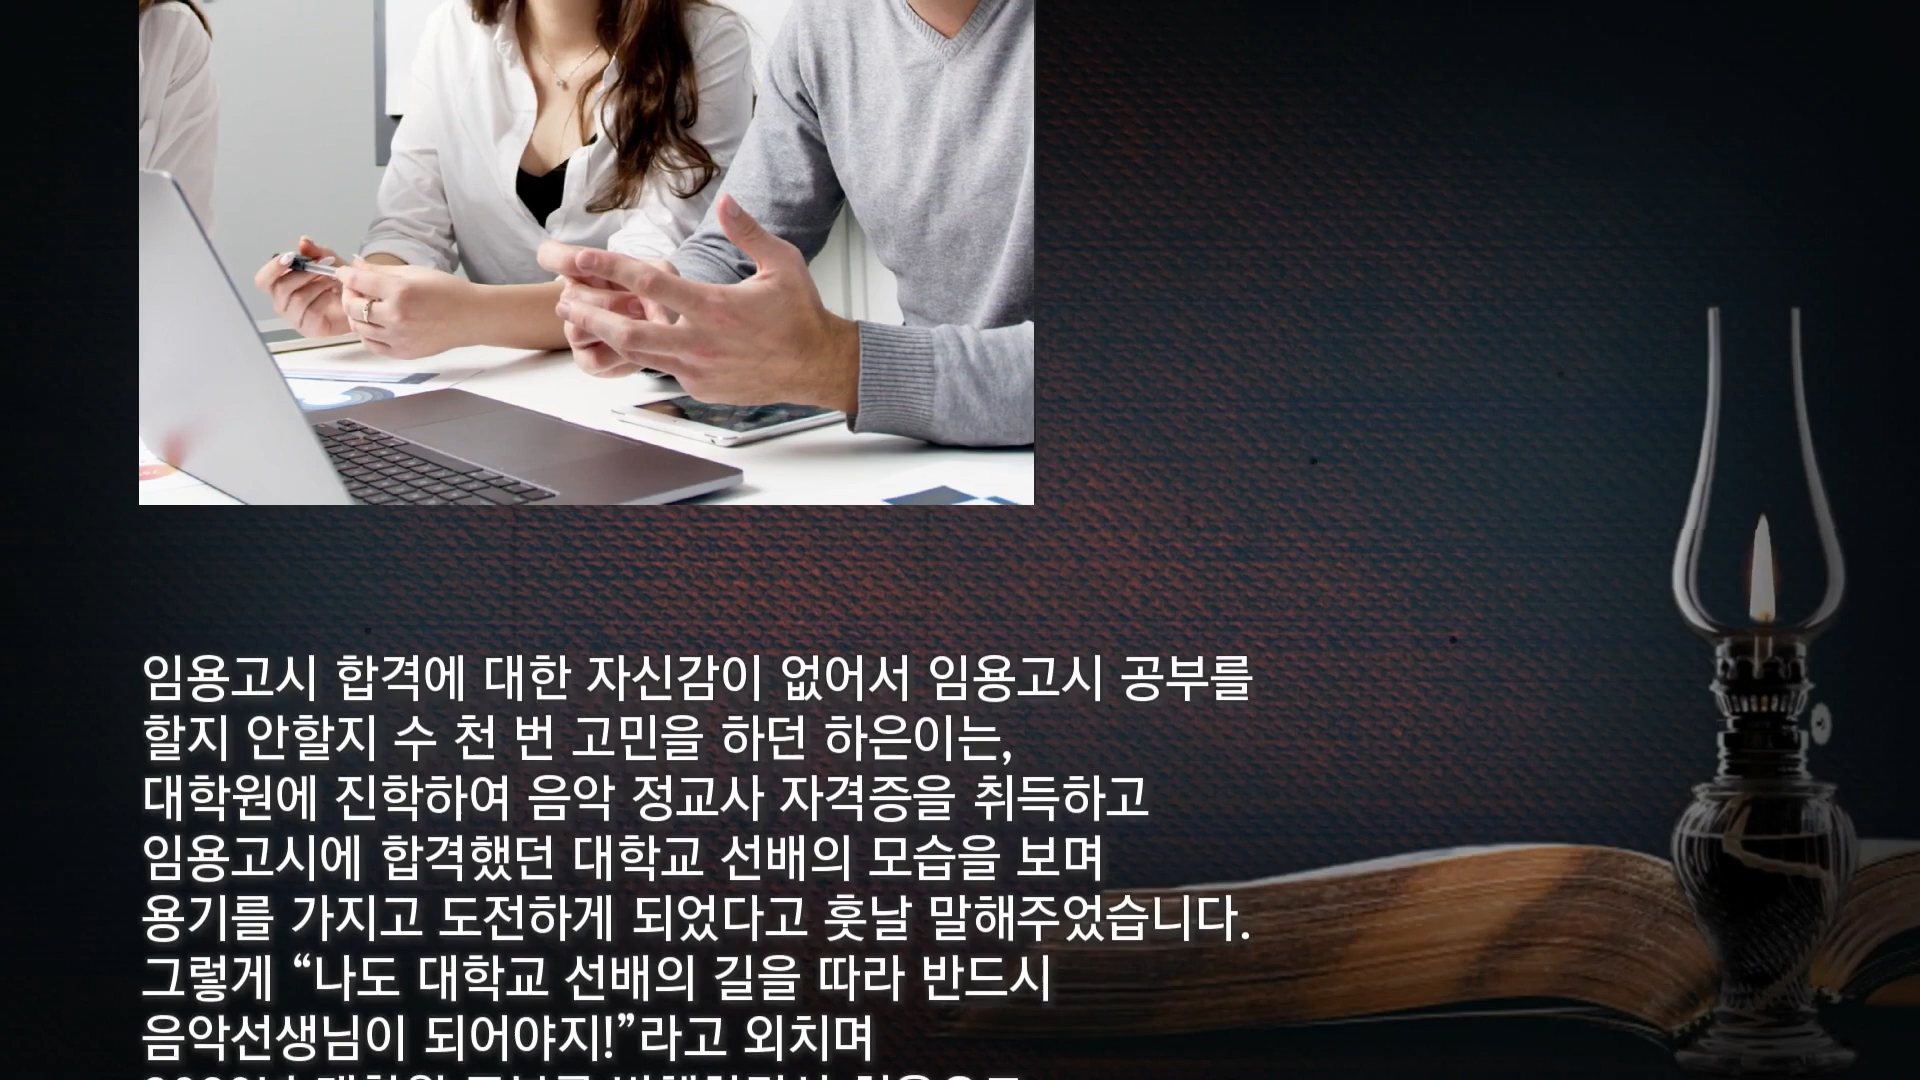 임용고시 합격에 대한 자신감이 없어서 임용고시 공부를
할지 안할지 수 천 번 고민을 하던 하은이는,
대학원에 진학하여 음악 정교사 자격증을 취득하고
임용고시에 합격했던 대학교 선배의 모습을 보며
용기를 가지고 도전하게 되었다고 훗날 말해주었습니다.
그렇게 “나도 대학교 선배의 길을 따라 반드시
음악선생님이 되어야지!”라고 외치며